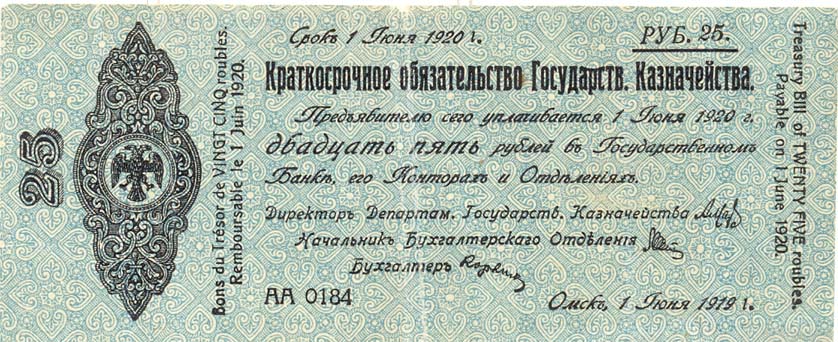 25
Bons du Trésor de VINGT CINQ roubles.
Remboursable le 1 Juin 1920.
Срокъ 1 Іюня 1920 г.
РУБ. 25.
Краткосрочное обязательство Государств. Казначейства.
Предъявителю сего уплачивается 1 Іюня 1920 г.
двадцать пять рублей въ Государственномъ
Банкѣ, его Конторахъ и Отдѣленіяхъ.
Директоръ Департам. Государств. Казначейства
Начальникъ Бухгалтерскаго Отдѣленія
Бухгалтеръ
АА 0184
Омскъ, 1 Іюня 1919 г.
Treasury Bill of TWENTY FIVE roubles.
Payable on 1 June 1920.